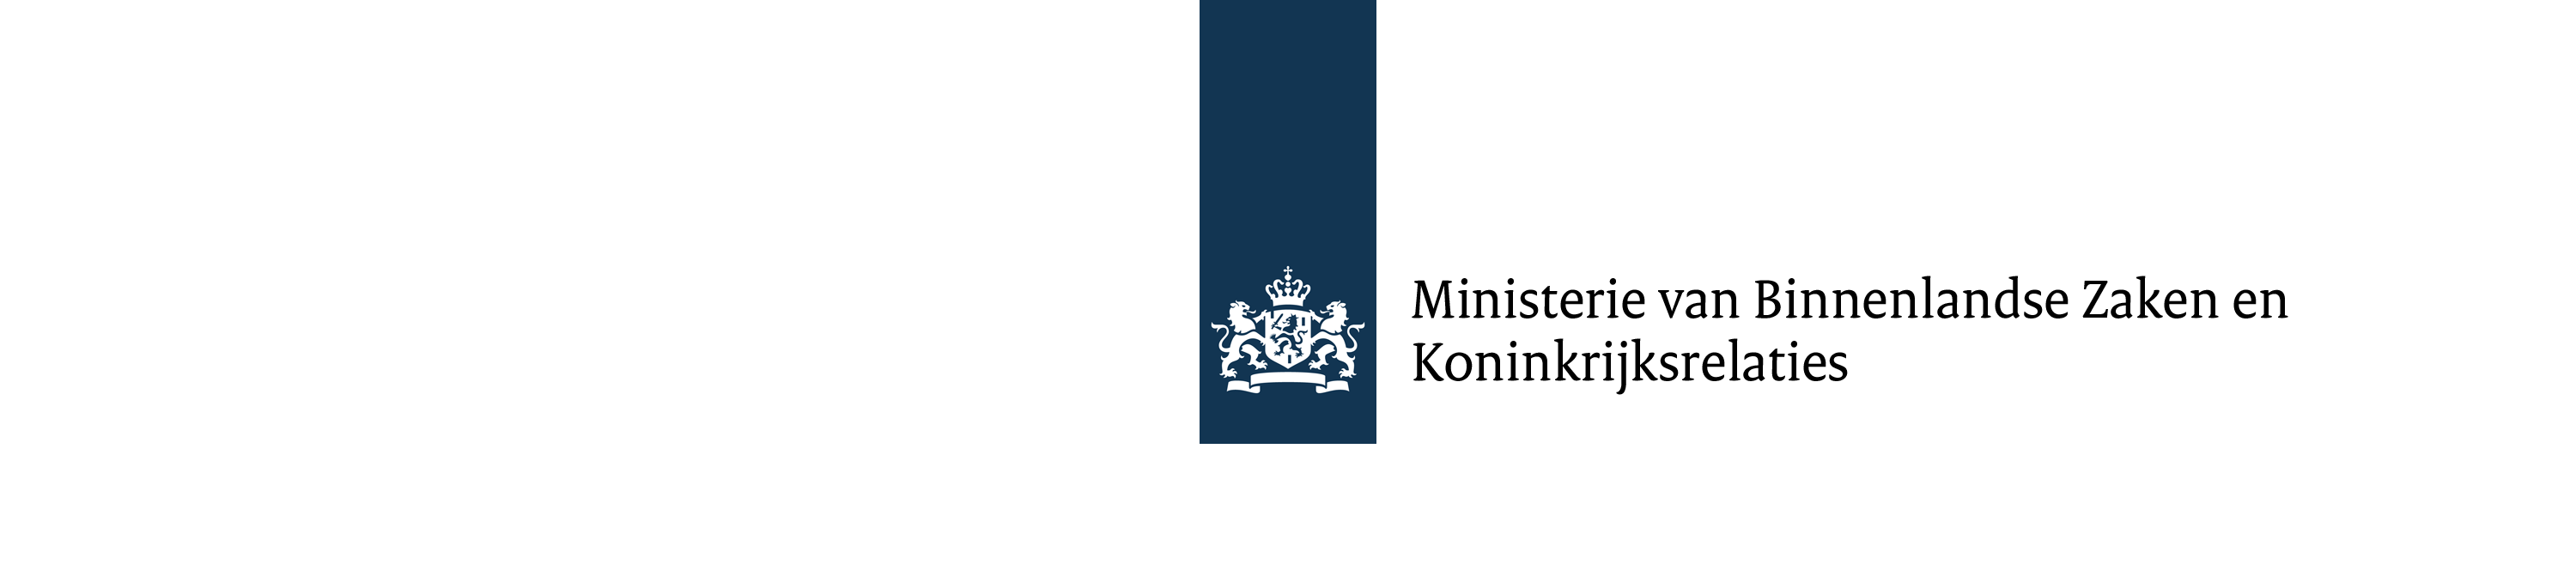 Ministerie van Binnenlandse Zaken en
Koninkrijksrelaties